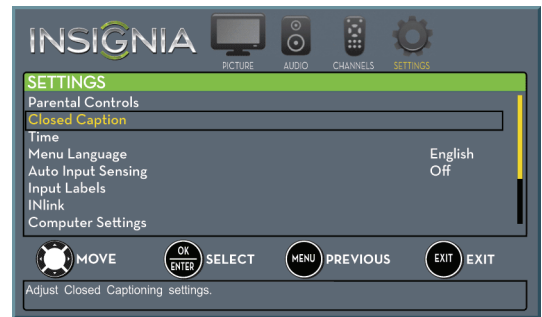 INSIGNIA
PICTURE AUDIO CHANNELS SETTINGS
SETTINGS
Parental Controls
Closed Caption
Time
Menu Language English
Auto Input Sensing Off
Input Labels
INlink
Computer Settings
MOVE OK ENTER SELECT MENU PREVIOUS EXIT EXIT
Adjust Closed Captioning settings.